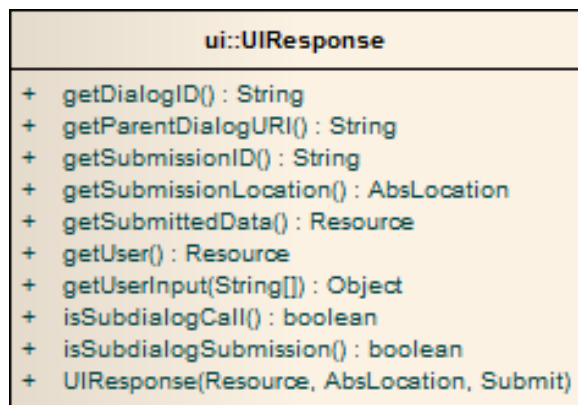 ui::UIResponse
+ getDialogID() : String
+ getParentDialogURI() : String
+ getSubmissionID() : String
+ getSubmissionLocation() : AbsLocation
+ getSubmittedData() : Resource
+ getUser() : Resource
+ getUserInput(String[]) : Object
+ isSubdialogCall() : boolean
+ isSubdialogSubmission() : boolean
+ UIResponse(Resource, AbsLocation, Submit)